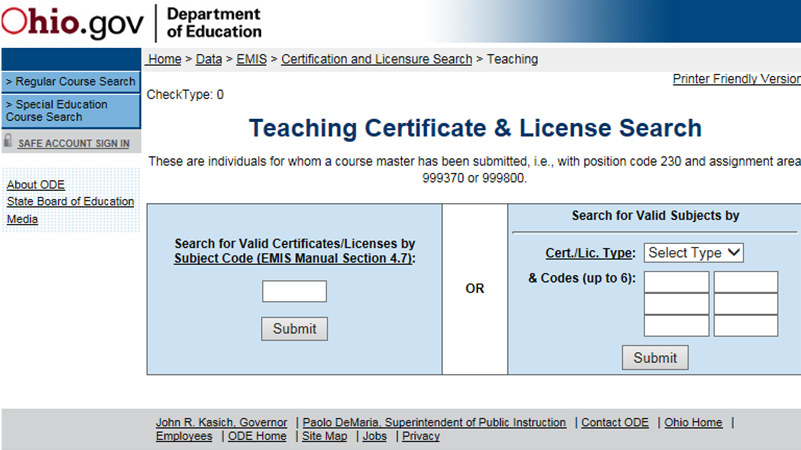 Ohio.gov
Department
of Education
Home > Data > EMIS > Certification and Licensure Search > Teaching
> Regular Course Search
> Special Education
Course Search
SAFE ACCOUNT SIGN IN
About ODE
State Board of Education
Media
Printer Friendly Version
CheckType: 0
Teaching Certificate & License Search
These are individuals for whom a course master has been submitted, i.e., with position code 230 and assignment area
999370 or 999800.
Search for Valid Certificates/Licenses by
Subject Code (EMIS Manual Section 4.7):
Submit
OR
Search for Valid Subjects by
Cert./Lic. Type: Select Type
& Codes (up to 6):
Submit
John R. Kasich, Governor | Paolo DeMaria, Superintendent of Public Instruction | Contact ODE | Ohio Home |
Employees | ODE Home | Site Map | Jobs | Privacy